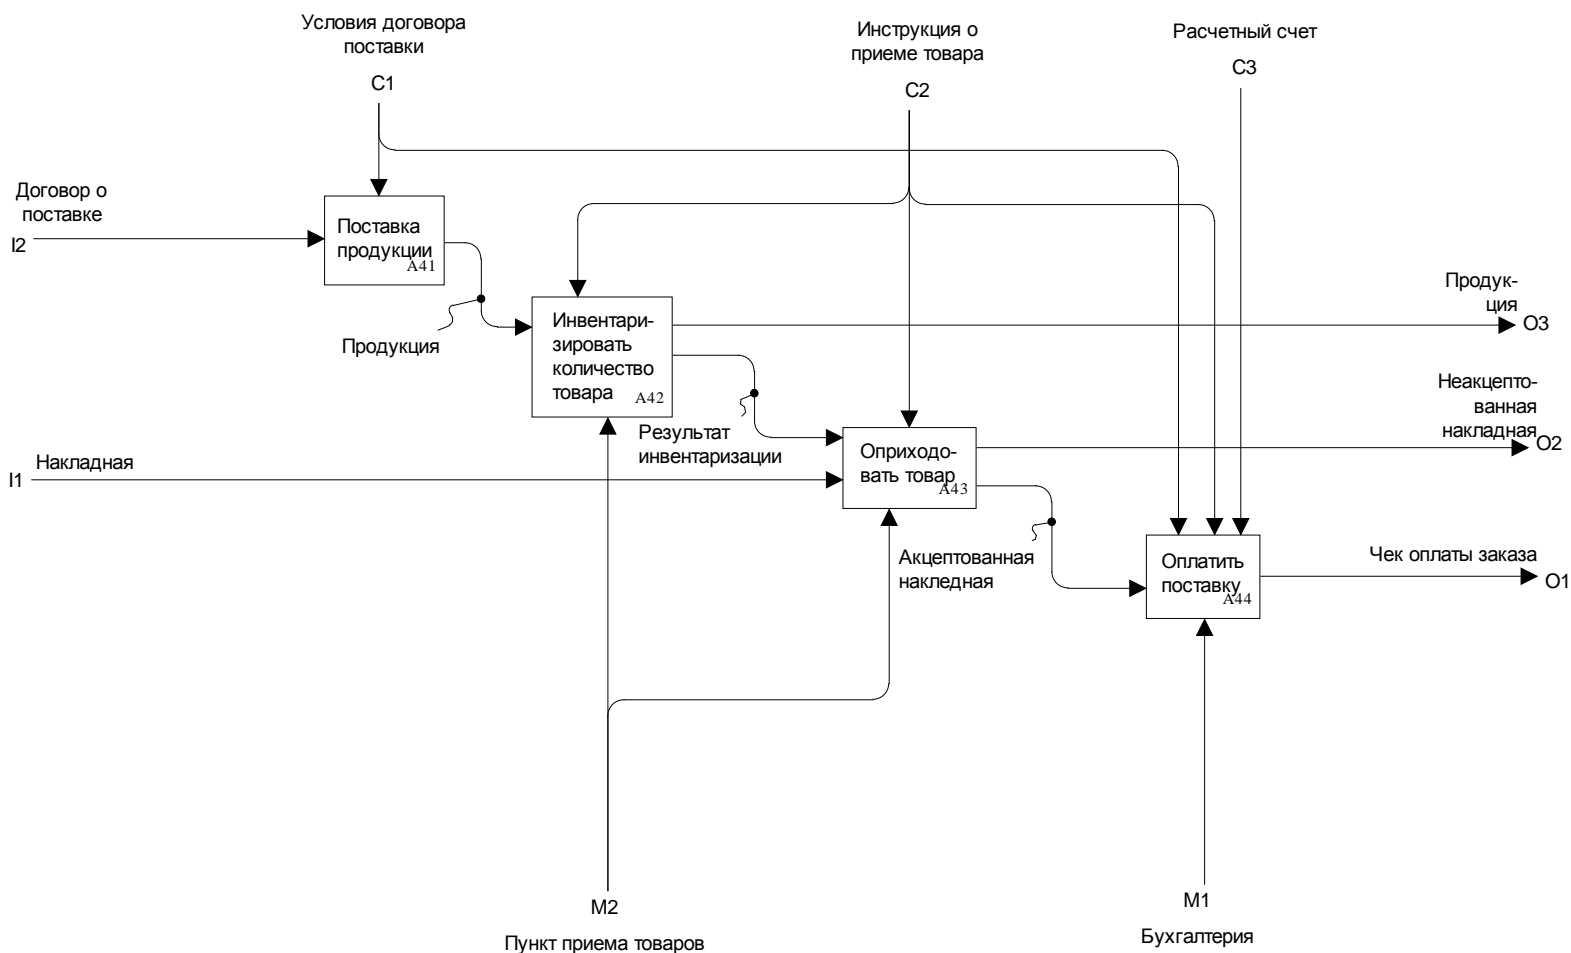 Условия договора
поставки
C1
Инструкция о
приеме товара
C2
Расчетный счет
C3
Договор о
поставке
I2
Поставка
продукции
A41
Продукция
Инвентари-
зировать
количество
товара
A42
Продук-
ция
O3
Результат
инвентаризации
Неакцепто-
ванная
накладная
O2
Накладная
I1
Оприходо-
вать товар
A43
Акцептованная
накледная
Оплатить
поставку
A44
Чек оплаты заказа
O1
M2
Пункт приема товаров
M1
Бухгалтерия